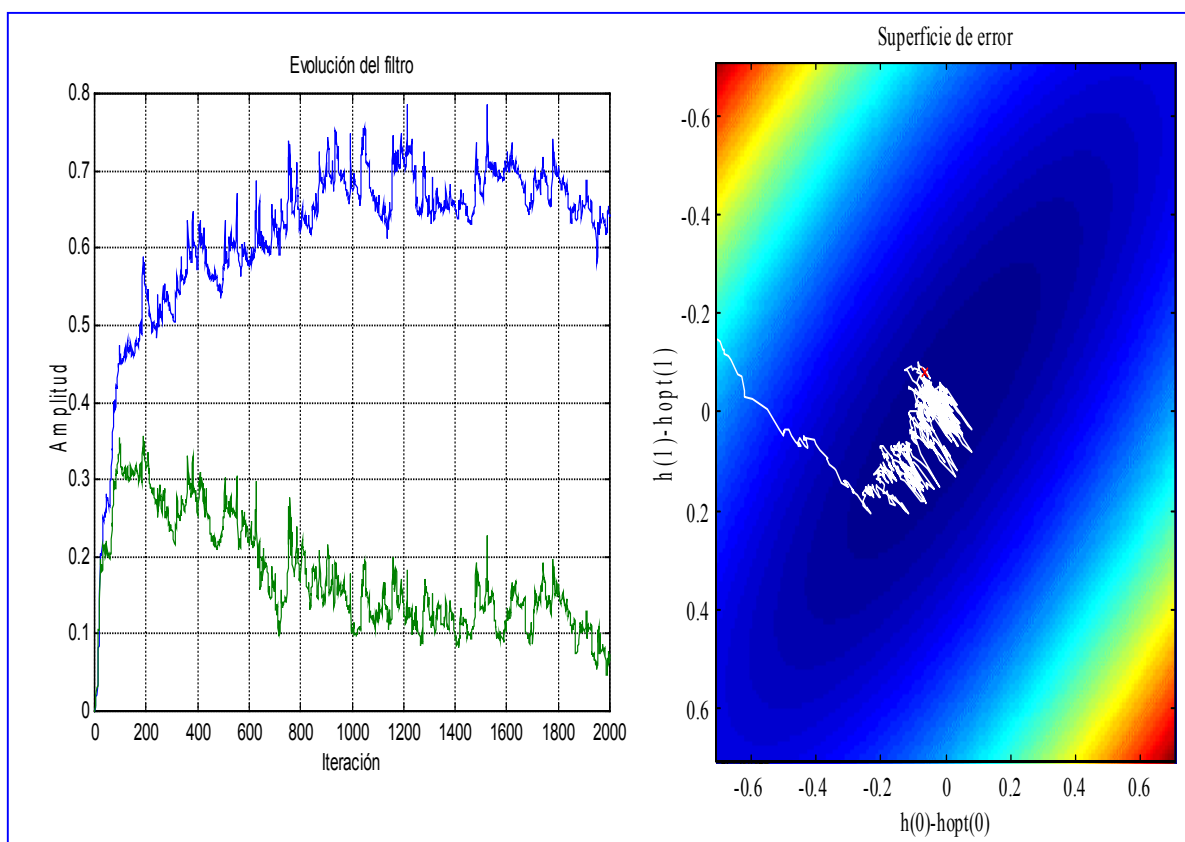 Evolución del filtro
0.8
0.7
0.6
0.5
0.4
0.3
0.2
0.1
0
Amplitud
0 200 400 600 800 1000 1200 1400 1600 1800 2000
Iteración
Superficie de error
-0.6
-0.4
-0.2
0
0.2
0.4
0.6
h(1)-hopt(1)
-0.6 -0.4 -0.2 0 0.2 0.4 0.6
h(0)-hopt(0)